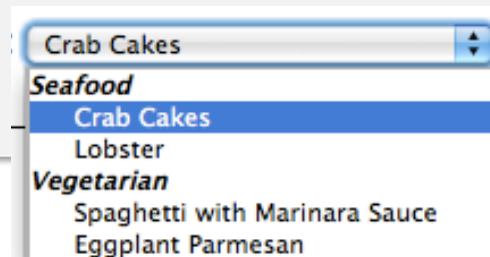 Crab Cakes
Seafood
Crab Cakes
Lobster
Vegetarian
Spaghetti with Marinara Sauce
Eggplant Parmesan